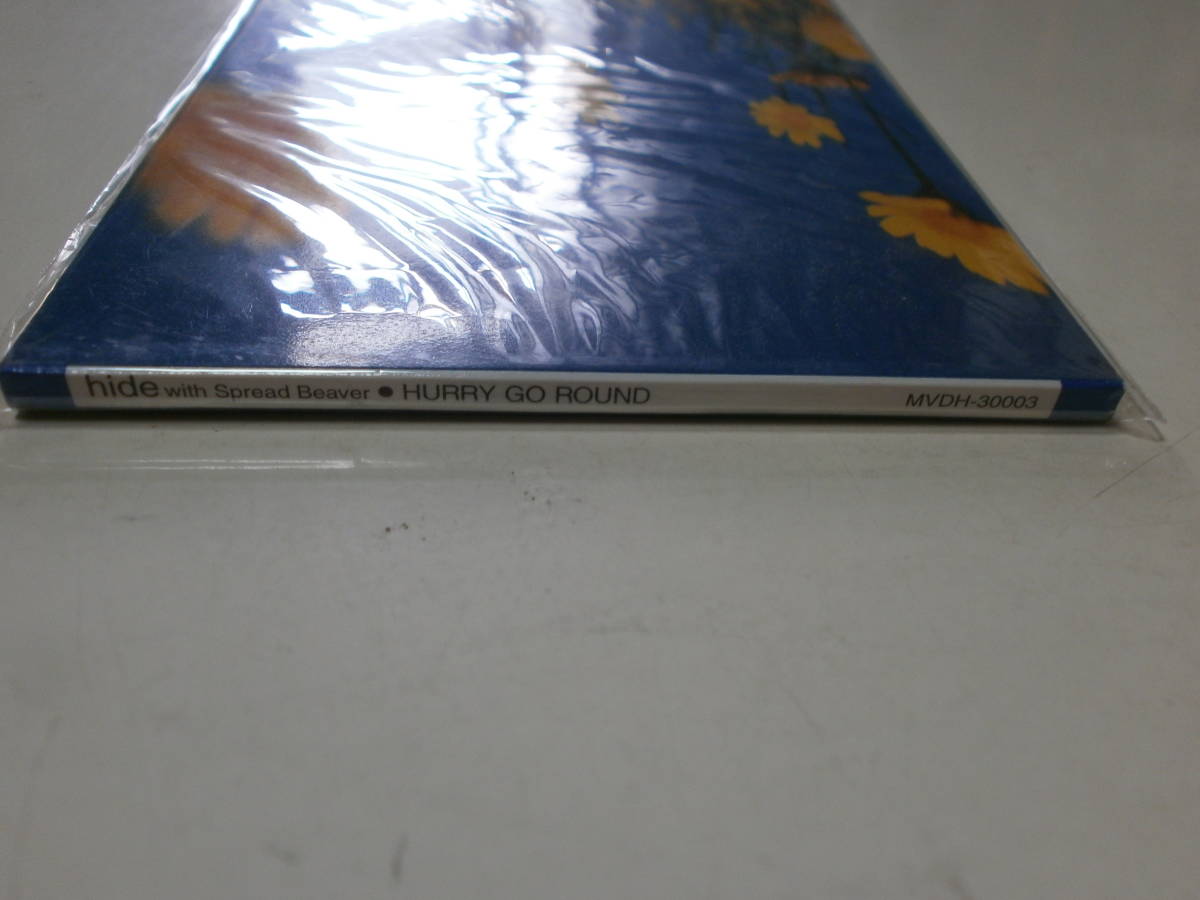 hide with Spread Beaver ● HURRY GO ROUND MVDH-30003